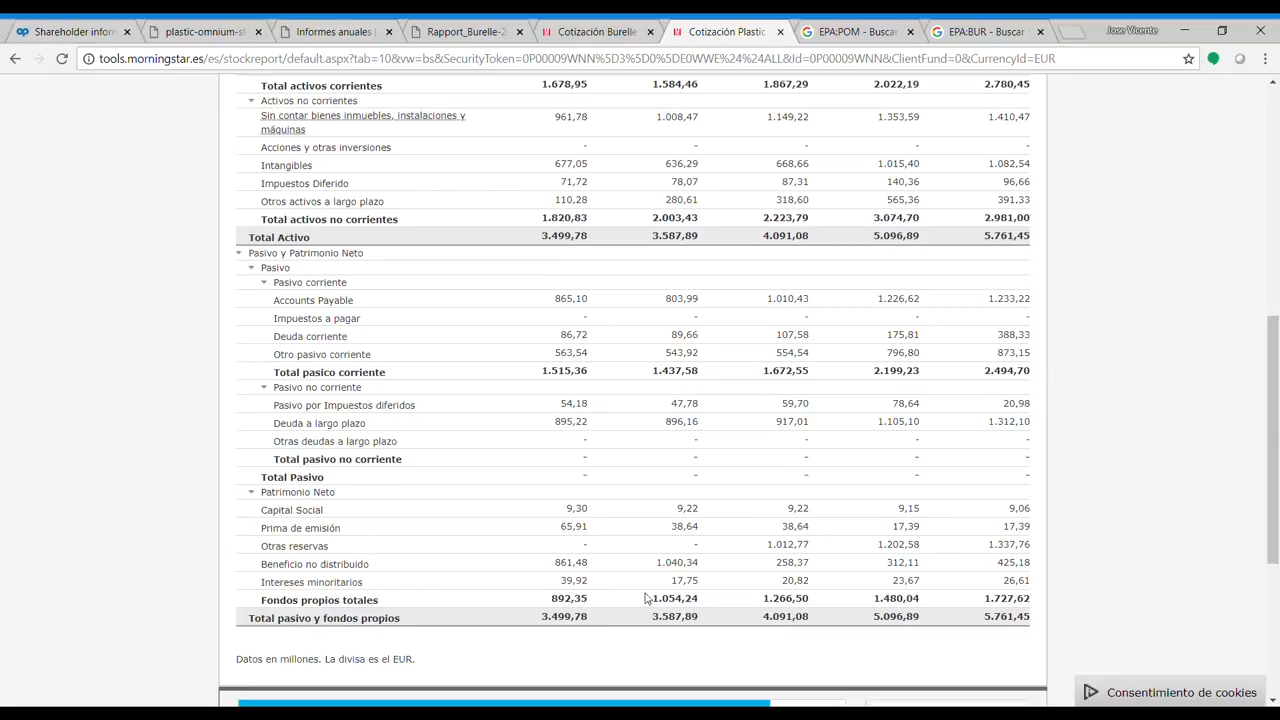 Shareholder inform
plastic-omnium-s
Informes anuales
Rapport_Burelle-2
Cotización Burelle
Cotización Plastic
EPA:POM - Buscar
EPA:BUR - Buscar
Jose Vicente
tools.morningstar.es/es/stockreport/default.aspx?tab=10&vw=bs&SecurityToken=0P00009WNN%5D3%5D0%5DE0WWE%24%24ALL&Id=0P00009WNN&ClientFund=0&CurrencyId=EUR
Total activos corrientes 1.678,95 1.584,46 1.867,29 2.022,19 2.780,45
Activos no corrientes
Sin contar bienes inmuebles, instalaciones y 961,78 1.008,47 1.149,22 1.353,59 1.410,47
máquinas
Acciones y otras inversiones - - - - -
Intangibles 677,05 636,29 668,66 1.015,40 1.082,54
Impuestos Diferido 71,72 78,07 87,31 140,36 96,66
Otros activos a largo plazo 110,28 280,61 318,60 565,36 391,33
Total activos no corrientes 1.820,83 2.003,43 2.223,79 3.074,70 2.981,00
Total Activo 3.499,78 3.587,89 4.091,08 5.096,89 5.761,45
Pasivo y Patrimonio Neto
Pasivo
Pasivo corriente
Accounts Payable 865,10 803,99 1.010,43 1.226,62 1.233,22
Impuestos a pagar - - - - -
Deuda corriente 86,72 89,66 107,58 175,81 388,33
Otro pasivo corriente 563,54 543,92 554,54 796,80 873,15
Total pasico corriente 1.515,36 1.437,58 1.672,55 2.199,23 2.494,70
Pasivo no corriente
Pasivo por Impuestos diferidos 54,18 47,78 59,70 78,64 20,98
Deuda a largo plazo 895,22 896,16 917,01 1.105,10 1.312,10
Otras deudas a largo plazo - - - - -
Total pasivo no corriente - - - - -
Total Pasivo - - - - -
Patrimonio Neto
Capital Social 9,30 9,22 9,22 9,15 9,06
Prima de emisión 65,91 38,64 38,64 17,39 17,39
Otras reservas - - 1.012,77 1.202,58 1.337,76
Beneficio no distribuido 861,48 1.040,34 258,37 312,11 425,18
Intereses minoritarios 39,92 17,75 20,82 23,67 26,61
Fondos propios totales 892,35 1.054,24 1.266,50 1.480,04 1.727,62
Total pasivo y fondos propios 3.499,78 3.587,89 4.091,08 5.096,89 5.761,45
Datos en millones. La divisa es el EUR.
Consentimiento de cookies